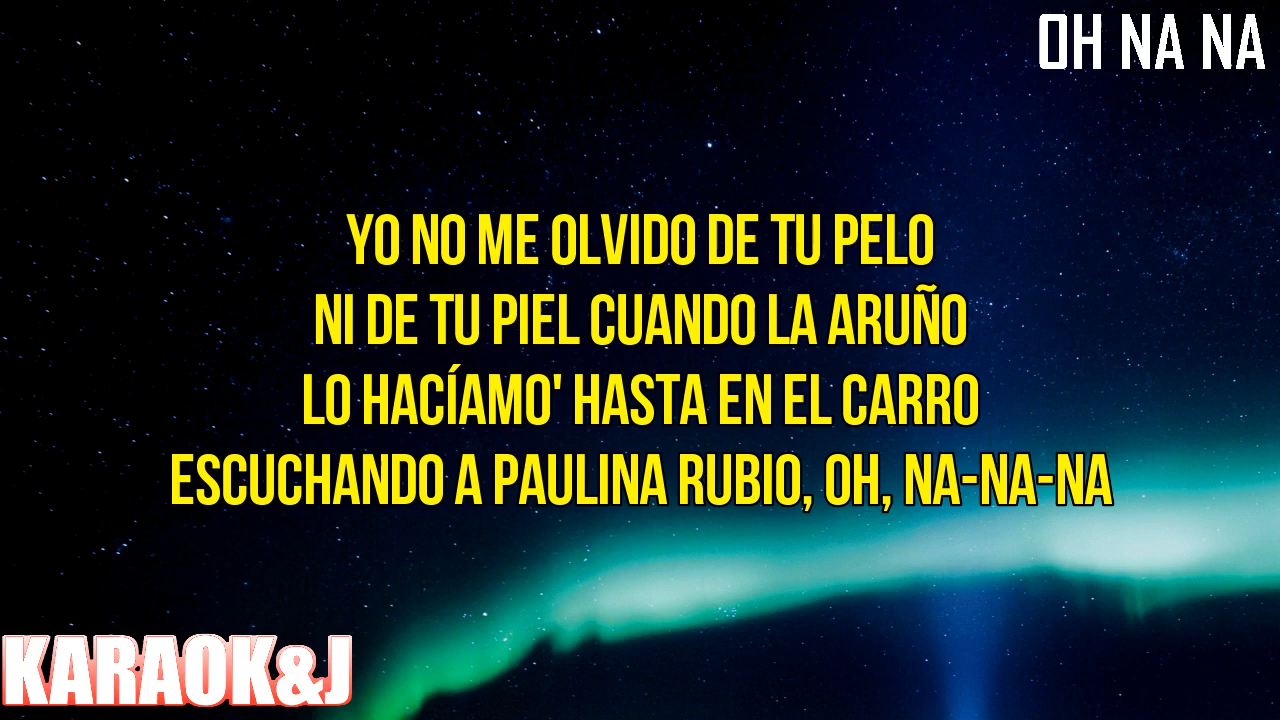 OH NA NA
YO NO ME OLVIDO DE TU PELO
NI DE TU PIEL CUANDO LA ARUÑO
LO HACÍAMO' HASTA EN EL CARRO
ESCUCHANDO A PAULINA RUBIO, OH, NA-NA-NA
KARAOK&J